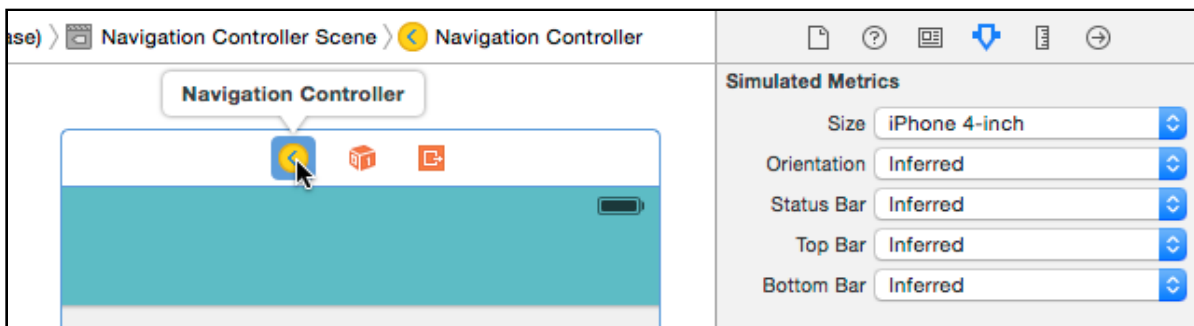 ase) 〉 Navigation Controller Scene 〉 Navigation Controller
Navigation Controller
Simulated Metrics
Size iPhone 4-inch
Orientation Inferred
Status Bar Inferred
Top Bar Inferred
Bottom Bar Inferred